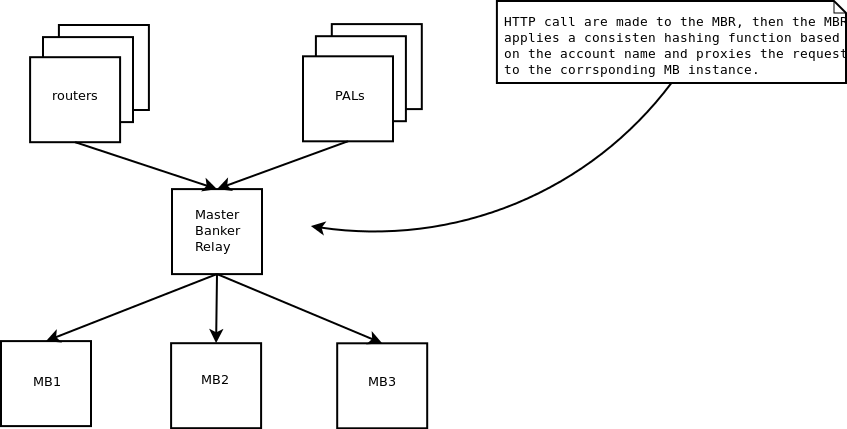 routers
PALs
HTTP call are made to the MBR, then the MBR
applies a consisten hashing function based
on the account name and proxies the request
to the corrsponging MB instance.
Master
Banker
Relay
MB1
MB2
MB3